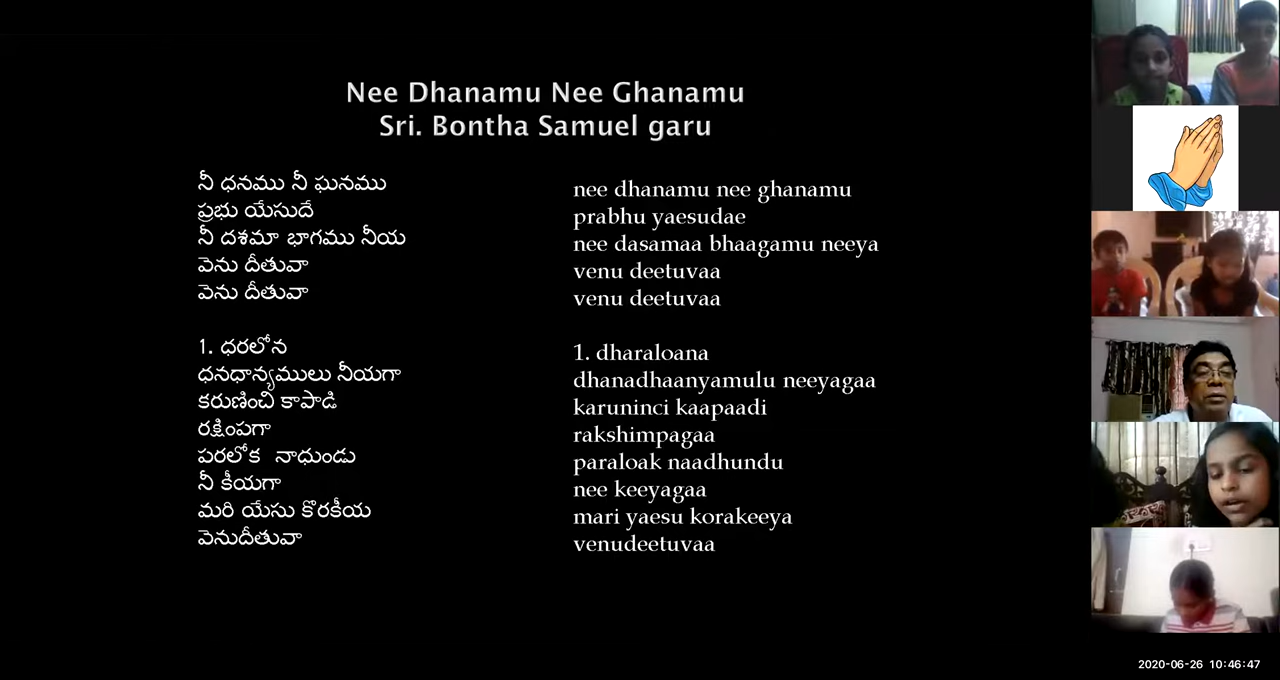 Nee Dhanamu Nee Ghanamu
Sri. Bontha Samuel garu
నీ ధనము నీ ఘనము
ప్రభు యేసుదే
నీ దశమా భాగము నీయ
వెను దీతువా
వెను దీతువా
1. ధరలోన
ధనధాన్యములు నీయగా
కరుణించి కాపాడి
రక్షింపగా
పరలోక నాధుండు
నీ కీయగా
మరి యేసు కొరకీయ
వెనుదీతువా
nee dhanamu nee ghanamu
prabhu yaesudae
nee dasamaa bhaagamu neeya
venu deetuvaa
venu deetuvaa
1. dharaloana
dhanadhaanyamulu neeyagaa
karuninci kaapaadi
rakshimpagaa
paraloak naadhundu
nee keeyagaa
mari yaesu korakeeya
venudeetuvaa
2020-06-26 10:46:47